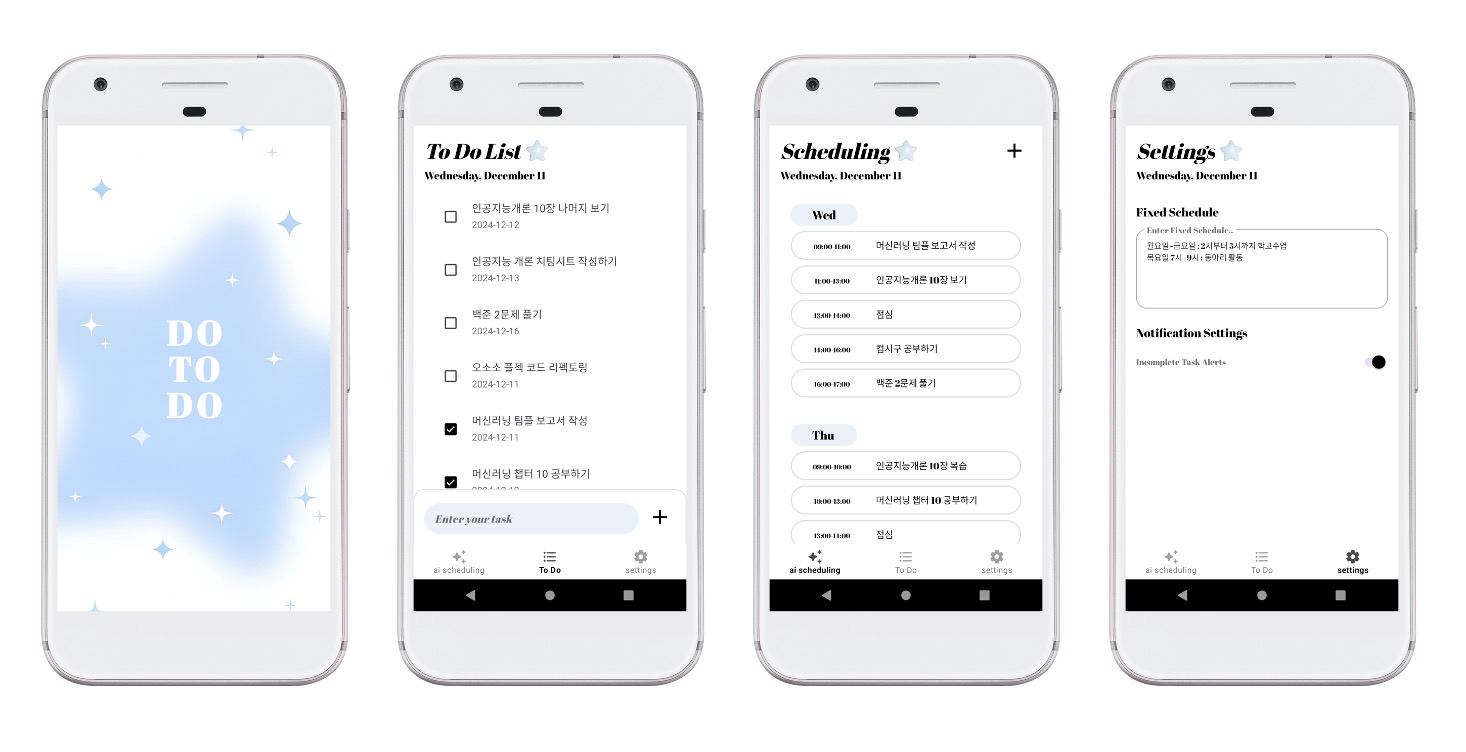 DO
TO
DO
To Do List
Wednesday, December 11
인공지능개론 10장 나머지 보기
2024-12-12
인공지능 개론 치팅시트 작성하기
2024-12-13
백준 2문제 풀기
2024-12-16
오소소 플젝 코드 리펙토링
2024-12-11
머신러닝 팀플 보고서 작성
2024-12-11
머신러닝 챕터 10 공부하기
Enter your task
ai scheduling
To Do
settings
Scheduling
Wednesday, December 11
Wed
09:00-11:00 머신러닝 팀플 보고서 작성
11:00-13:00 인공지능개론 10장 보기
13:00-14:00 점심
14:00-16:00 컴시구 공부하기
16:00-17:00 백준 2문제 풀기
Thu
09:00-10:00 인공지능개론 10장 복습
10:00-13:00 머신러닝 챕터 10 공부하기
13:00-14:00 점심
ai scheduling
To Do
settings
Settings
Wednesday, December 11
Fixed Schedule
Enter Fixed Schedule..
월요일-금요일 : 2시부터 5시까지 학교수업
목요일 7시 -9시 : 동아리 활동
Notification Settings
Incomplete Task Alerts
ai scheduling
To Do
settings